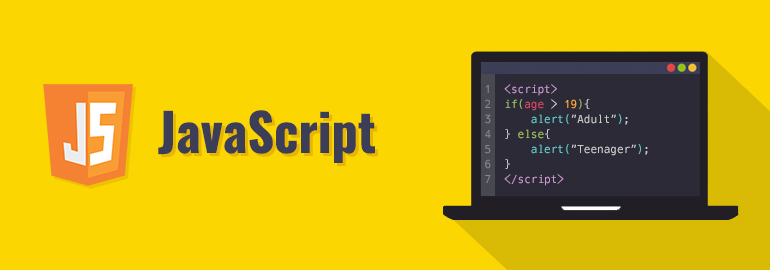 JS
JavaScript
1 <script>
2 if(age > 19){
3 alert("Adult");
4 } else{
5 alert("Teenager");
6 }
7 </script>